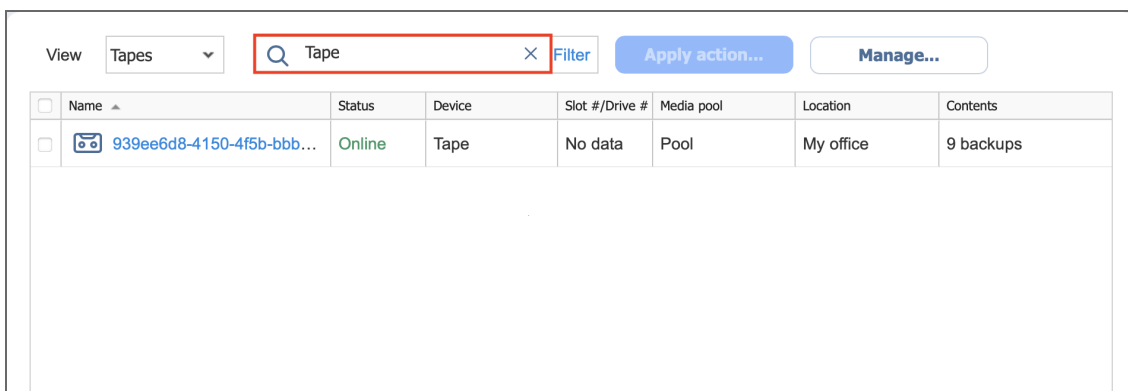 View Tapes Tape Filter Apply action... Manage...
Name Status Device Slot #/Drive # Media pool Location Contents
939ee6d8-4150-4f5b-bbb... Online Tape No data Pool My office 9 backups